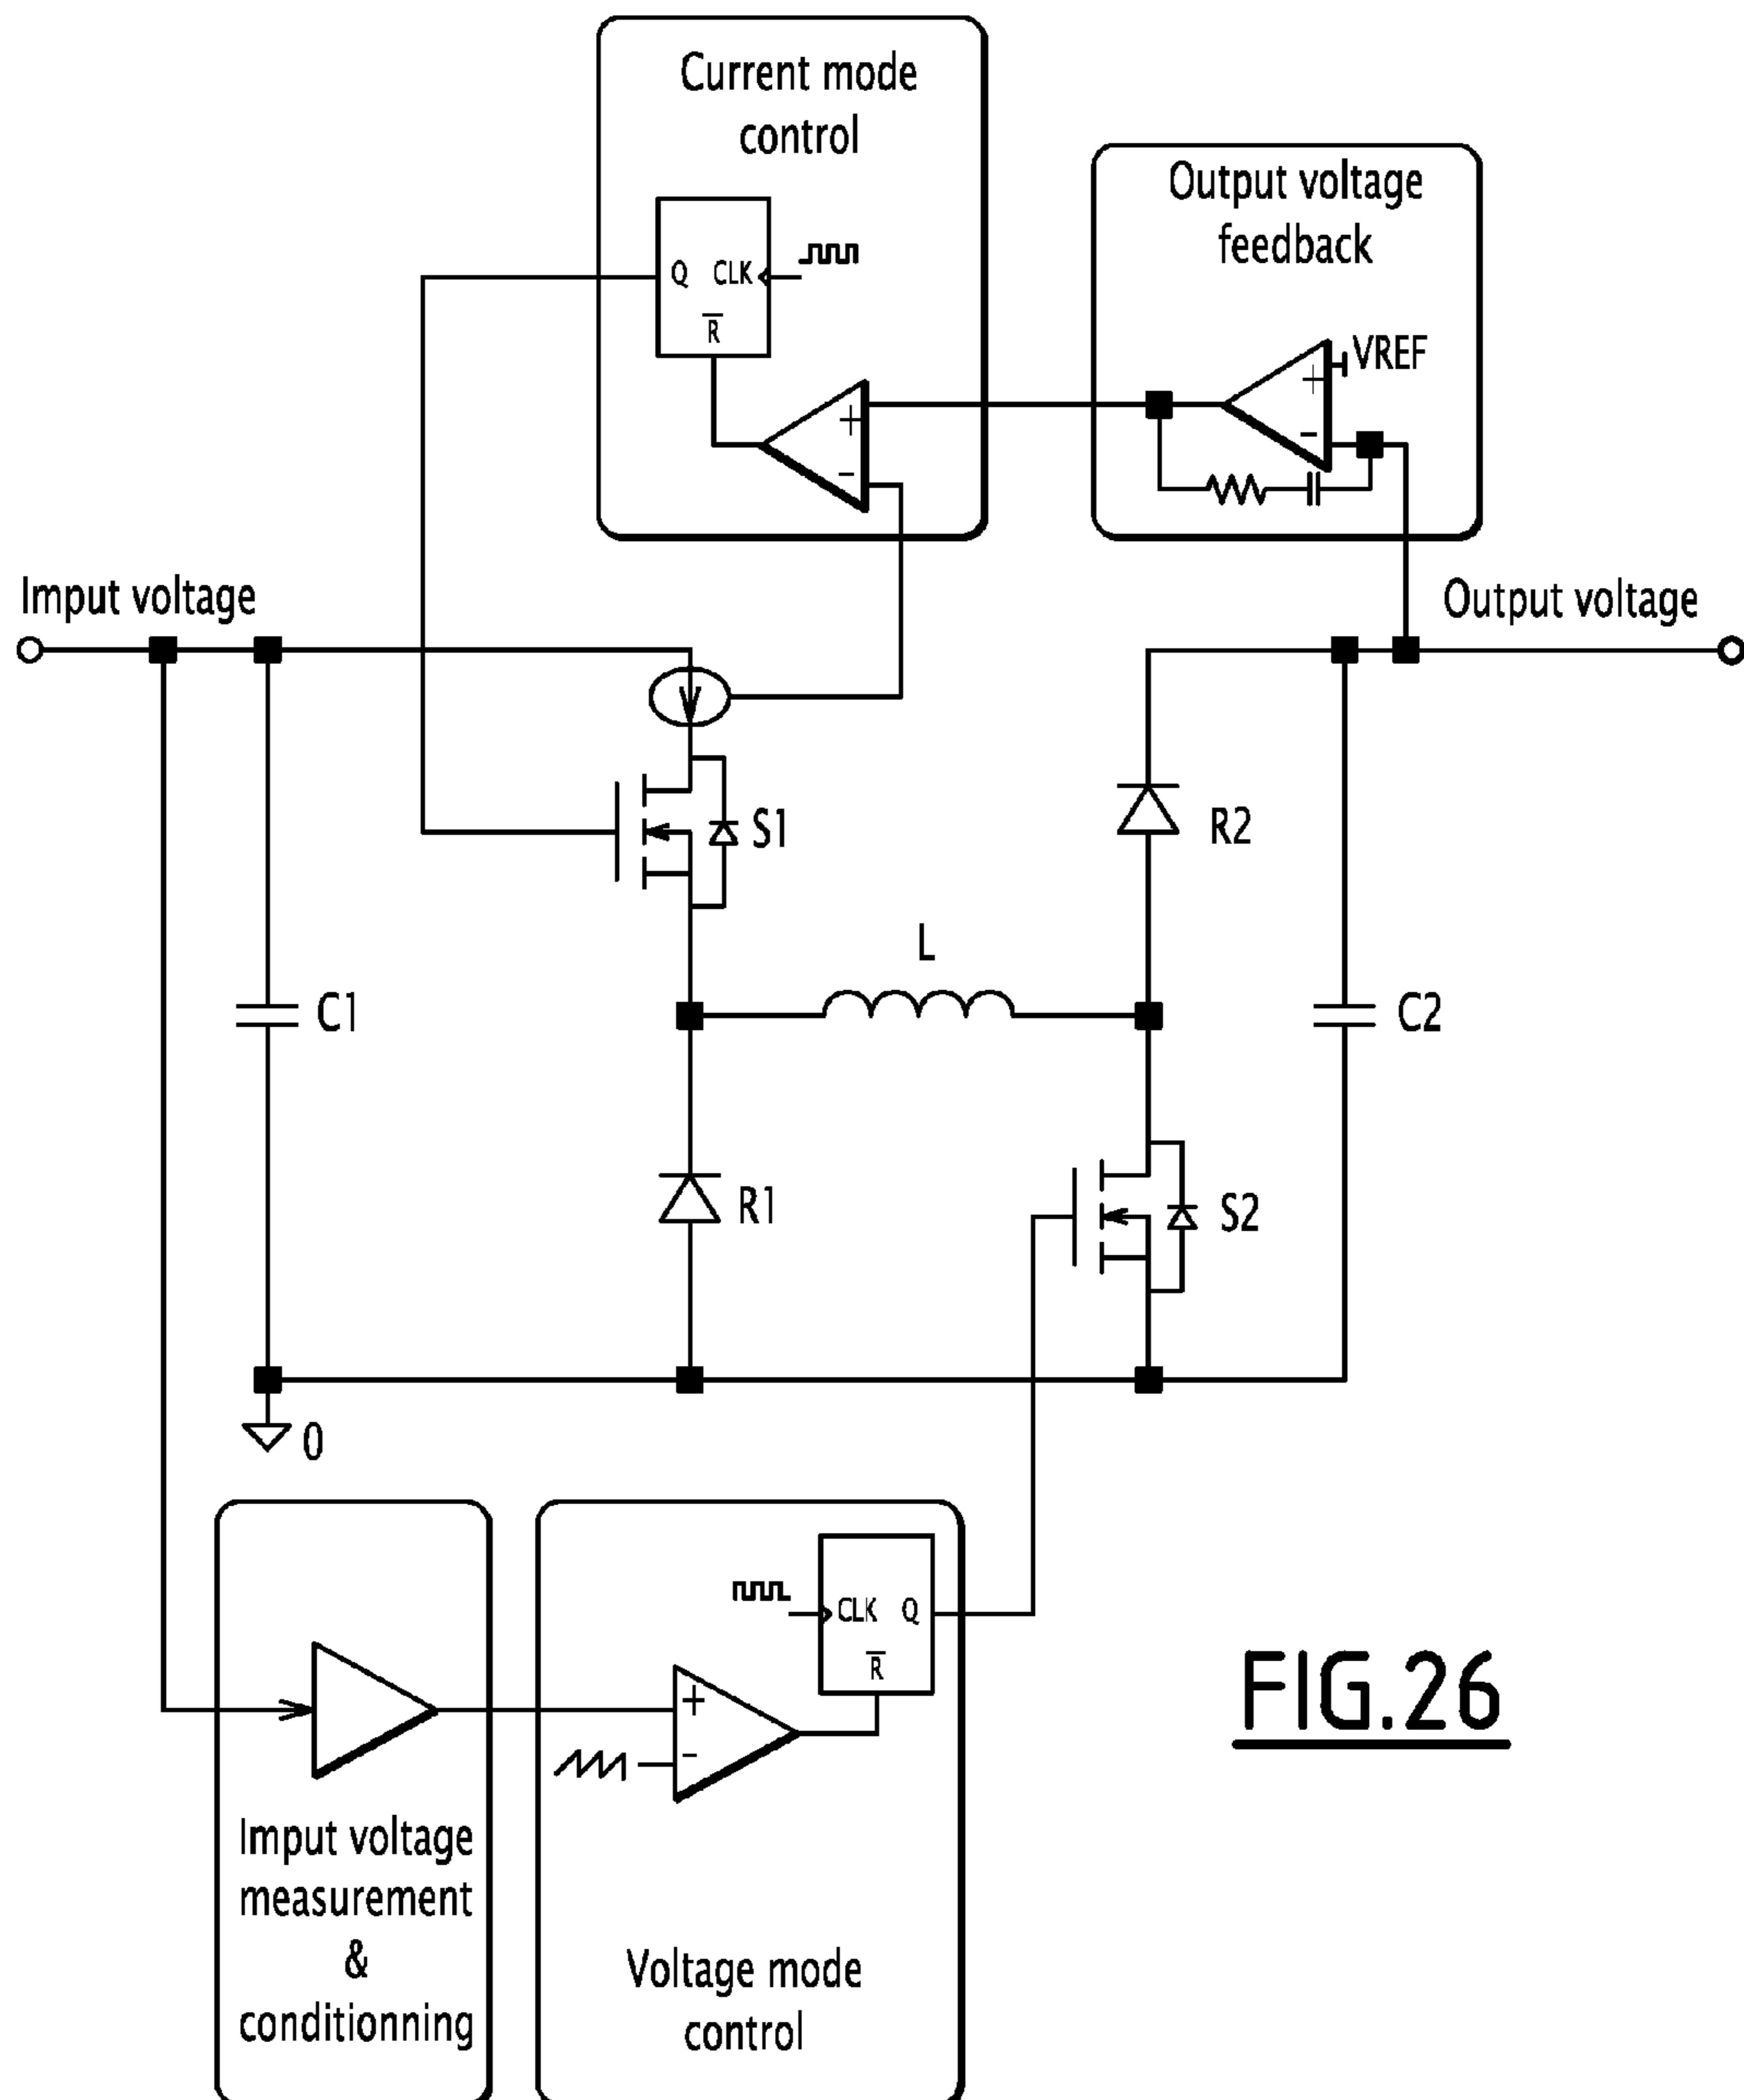 Current mode
control
Q CLK
R
+
-
Output voltage
feedback
VREF
+
-
Imput voltage
Output voltage
S1
R2
L
C1
C2
R1
S2
0
CLK Q
R
+
-
Imput voltage
measurement
&
conditionning
Voltage mode
control
FIG.26